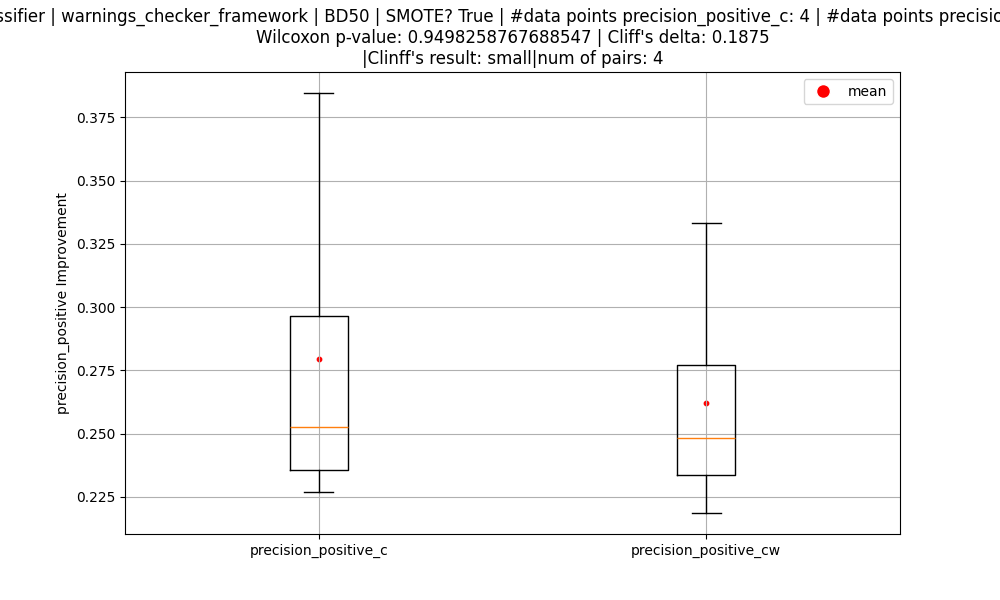 | warnings_checker_framework | BD50 | SMOTE? True | #data points precision_positive_c: 4 | #data points
Wilcoxon p-value: 0.9498258767688547 | Cliff's delta: 0.1875
|Clinff's result: small|num of pairs: 4
mean
0.375
0.350
0.325
0.300
0.275
0.250
0.225
precision_positive Improvement
precision_positive_c
precision_positive_cw